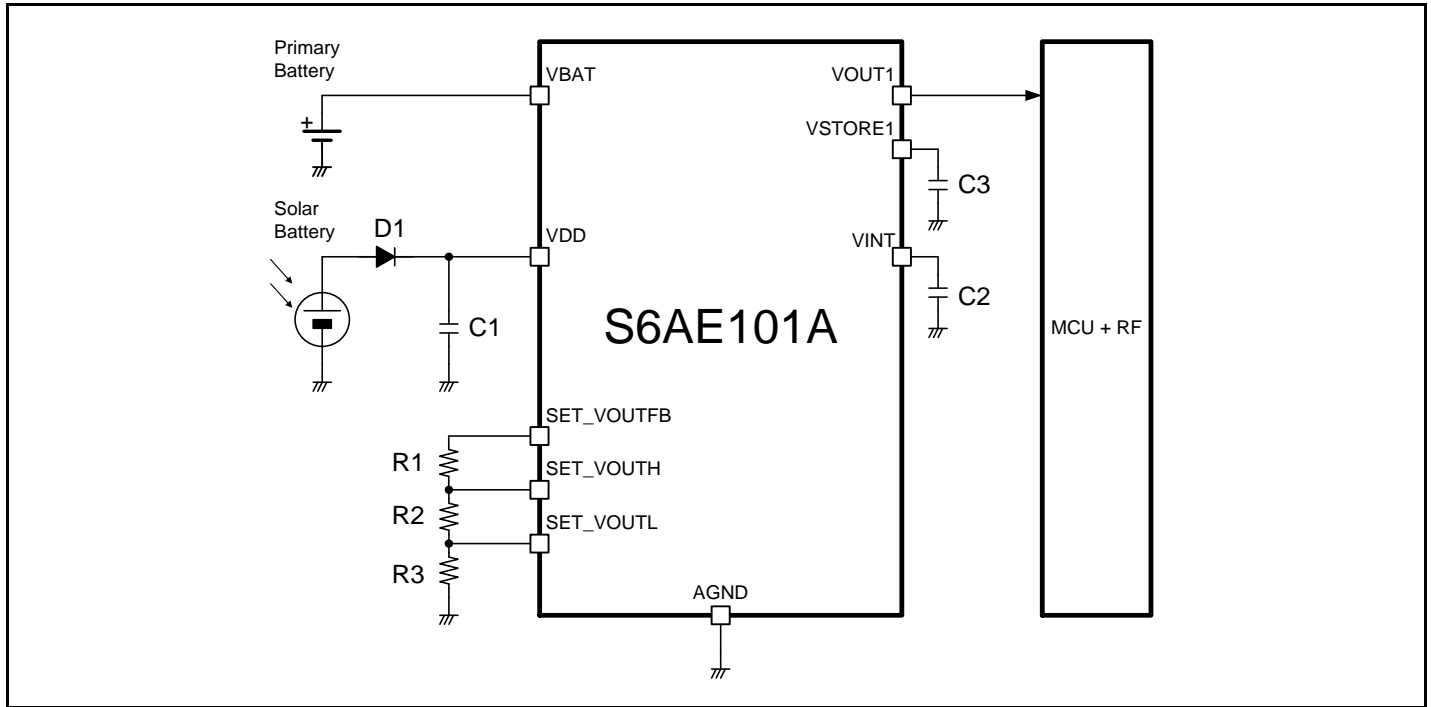 Primary
Battery
+
VBAT
VOUT1
VSTORE1
C3
Solar
Battery
D1
VDD
VINT
C1
C2
S6AE101A
MCU + RF
SET_VOUTFB
R1
SET_VOUTH
R2
SET_VOUTL
R3
AGND